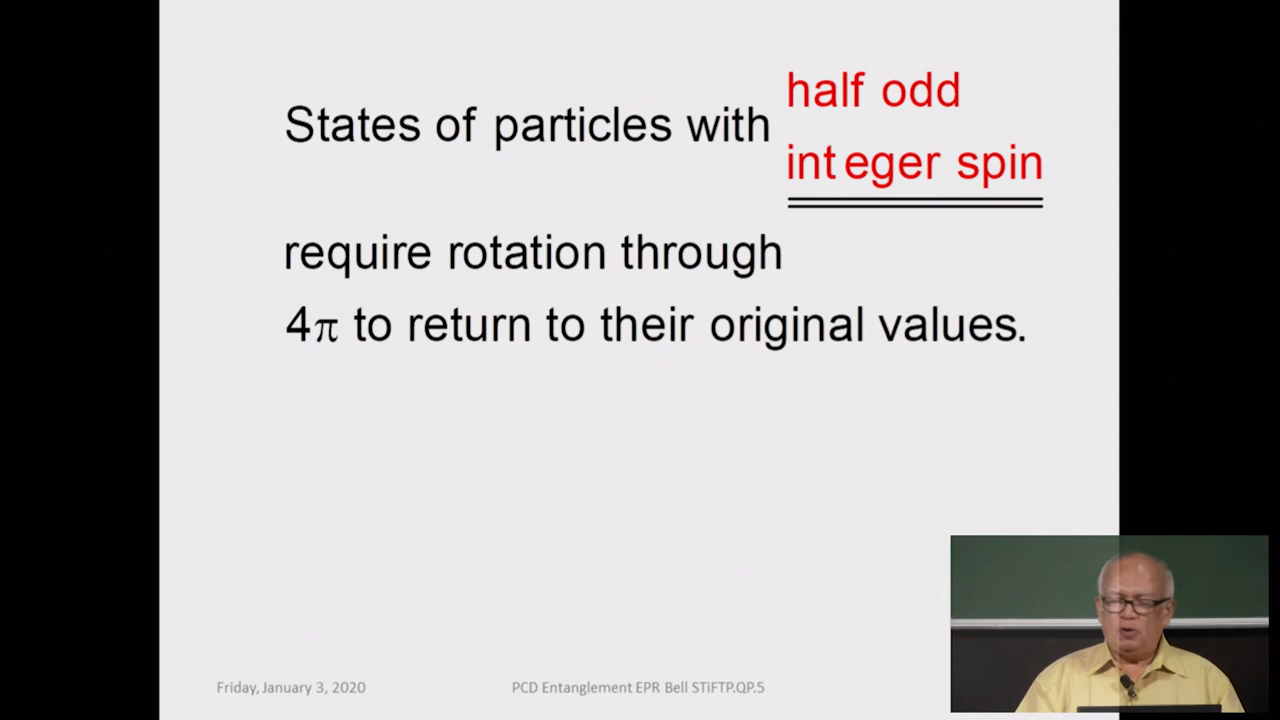 States of particles with half odd
integer spin
require rotation through
4π to return to their original values.
Friday, January 3, 2020
PCD Entanglement EPR Bell STiFTP.QP.5